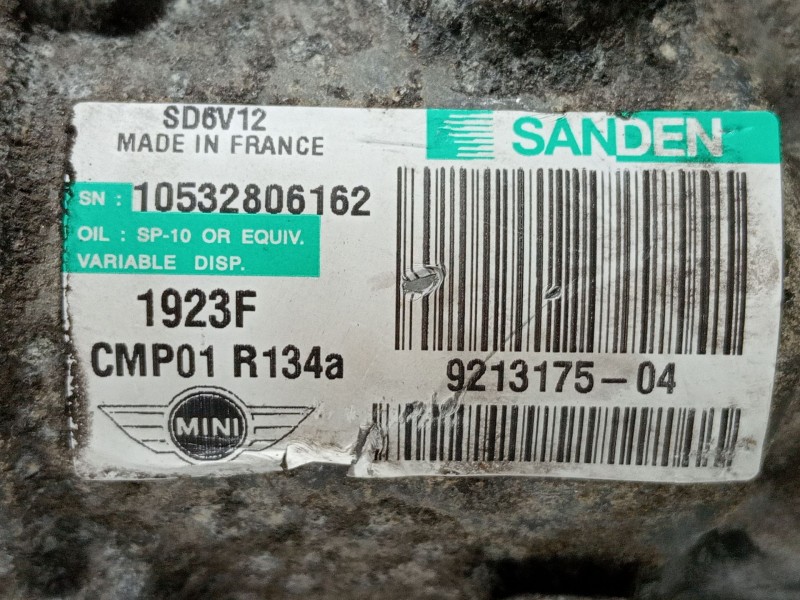 SD6V12
MADE IN FRANCE
SANDEN
SN : 10532806162
OIL : SP-10 OR EQUIV.
VARIABLE DISP.
1923F
CMP01 R134a
9213175-04
MINI